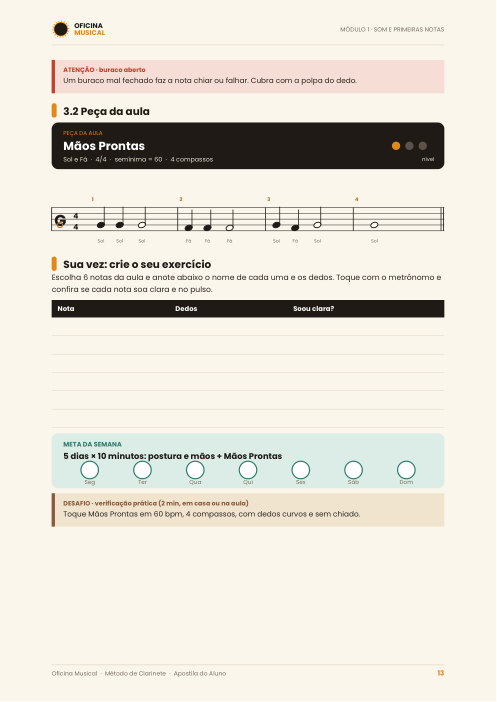 OFICINA
MUSICAL
MÓDULO 1 · SOM E PRIMEIRAS NOTAS
ATENÇÃO · buraco aberto
Um buraco mal fechado faz a nota chiar ou falhar. Cubra com a polpa do dedo.
3.2 Peça da aula
PEÇA DA AULA
Mãos Prontas
Sol e Fá · 4/4 · semínima = 60 · 4 compassos
nível
1 2 3 4
G 4 4
Sol Sol Sol Fá Fá Fá Sol Fá Sol Sol
Sua vez: crie o seu exercício
Escolha 6 notas da aula e anote abaixo o nome de cada uma e os dedos. Toque com o metrônomo e
confira se cada nota soa clara e no pulso.
Nota Dedos Soou clara?
META DA SEMANA
5 dias × 10 minutos: postura e mãos + Mãos Prontas
Seg Ter Qua Qui Sex Sáb Dom
DESAFIO · verificação prática (2 min, em casa ou na aula)
Toque Mãos Prontas em 60 bpm, 4 compassos, com dedos curvos e sem chiado.
Oficina Musical · Método de Clarinete · Apostila do Aluno
13